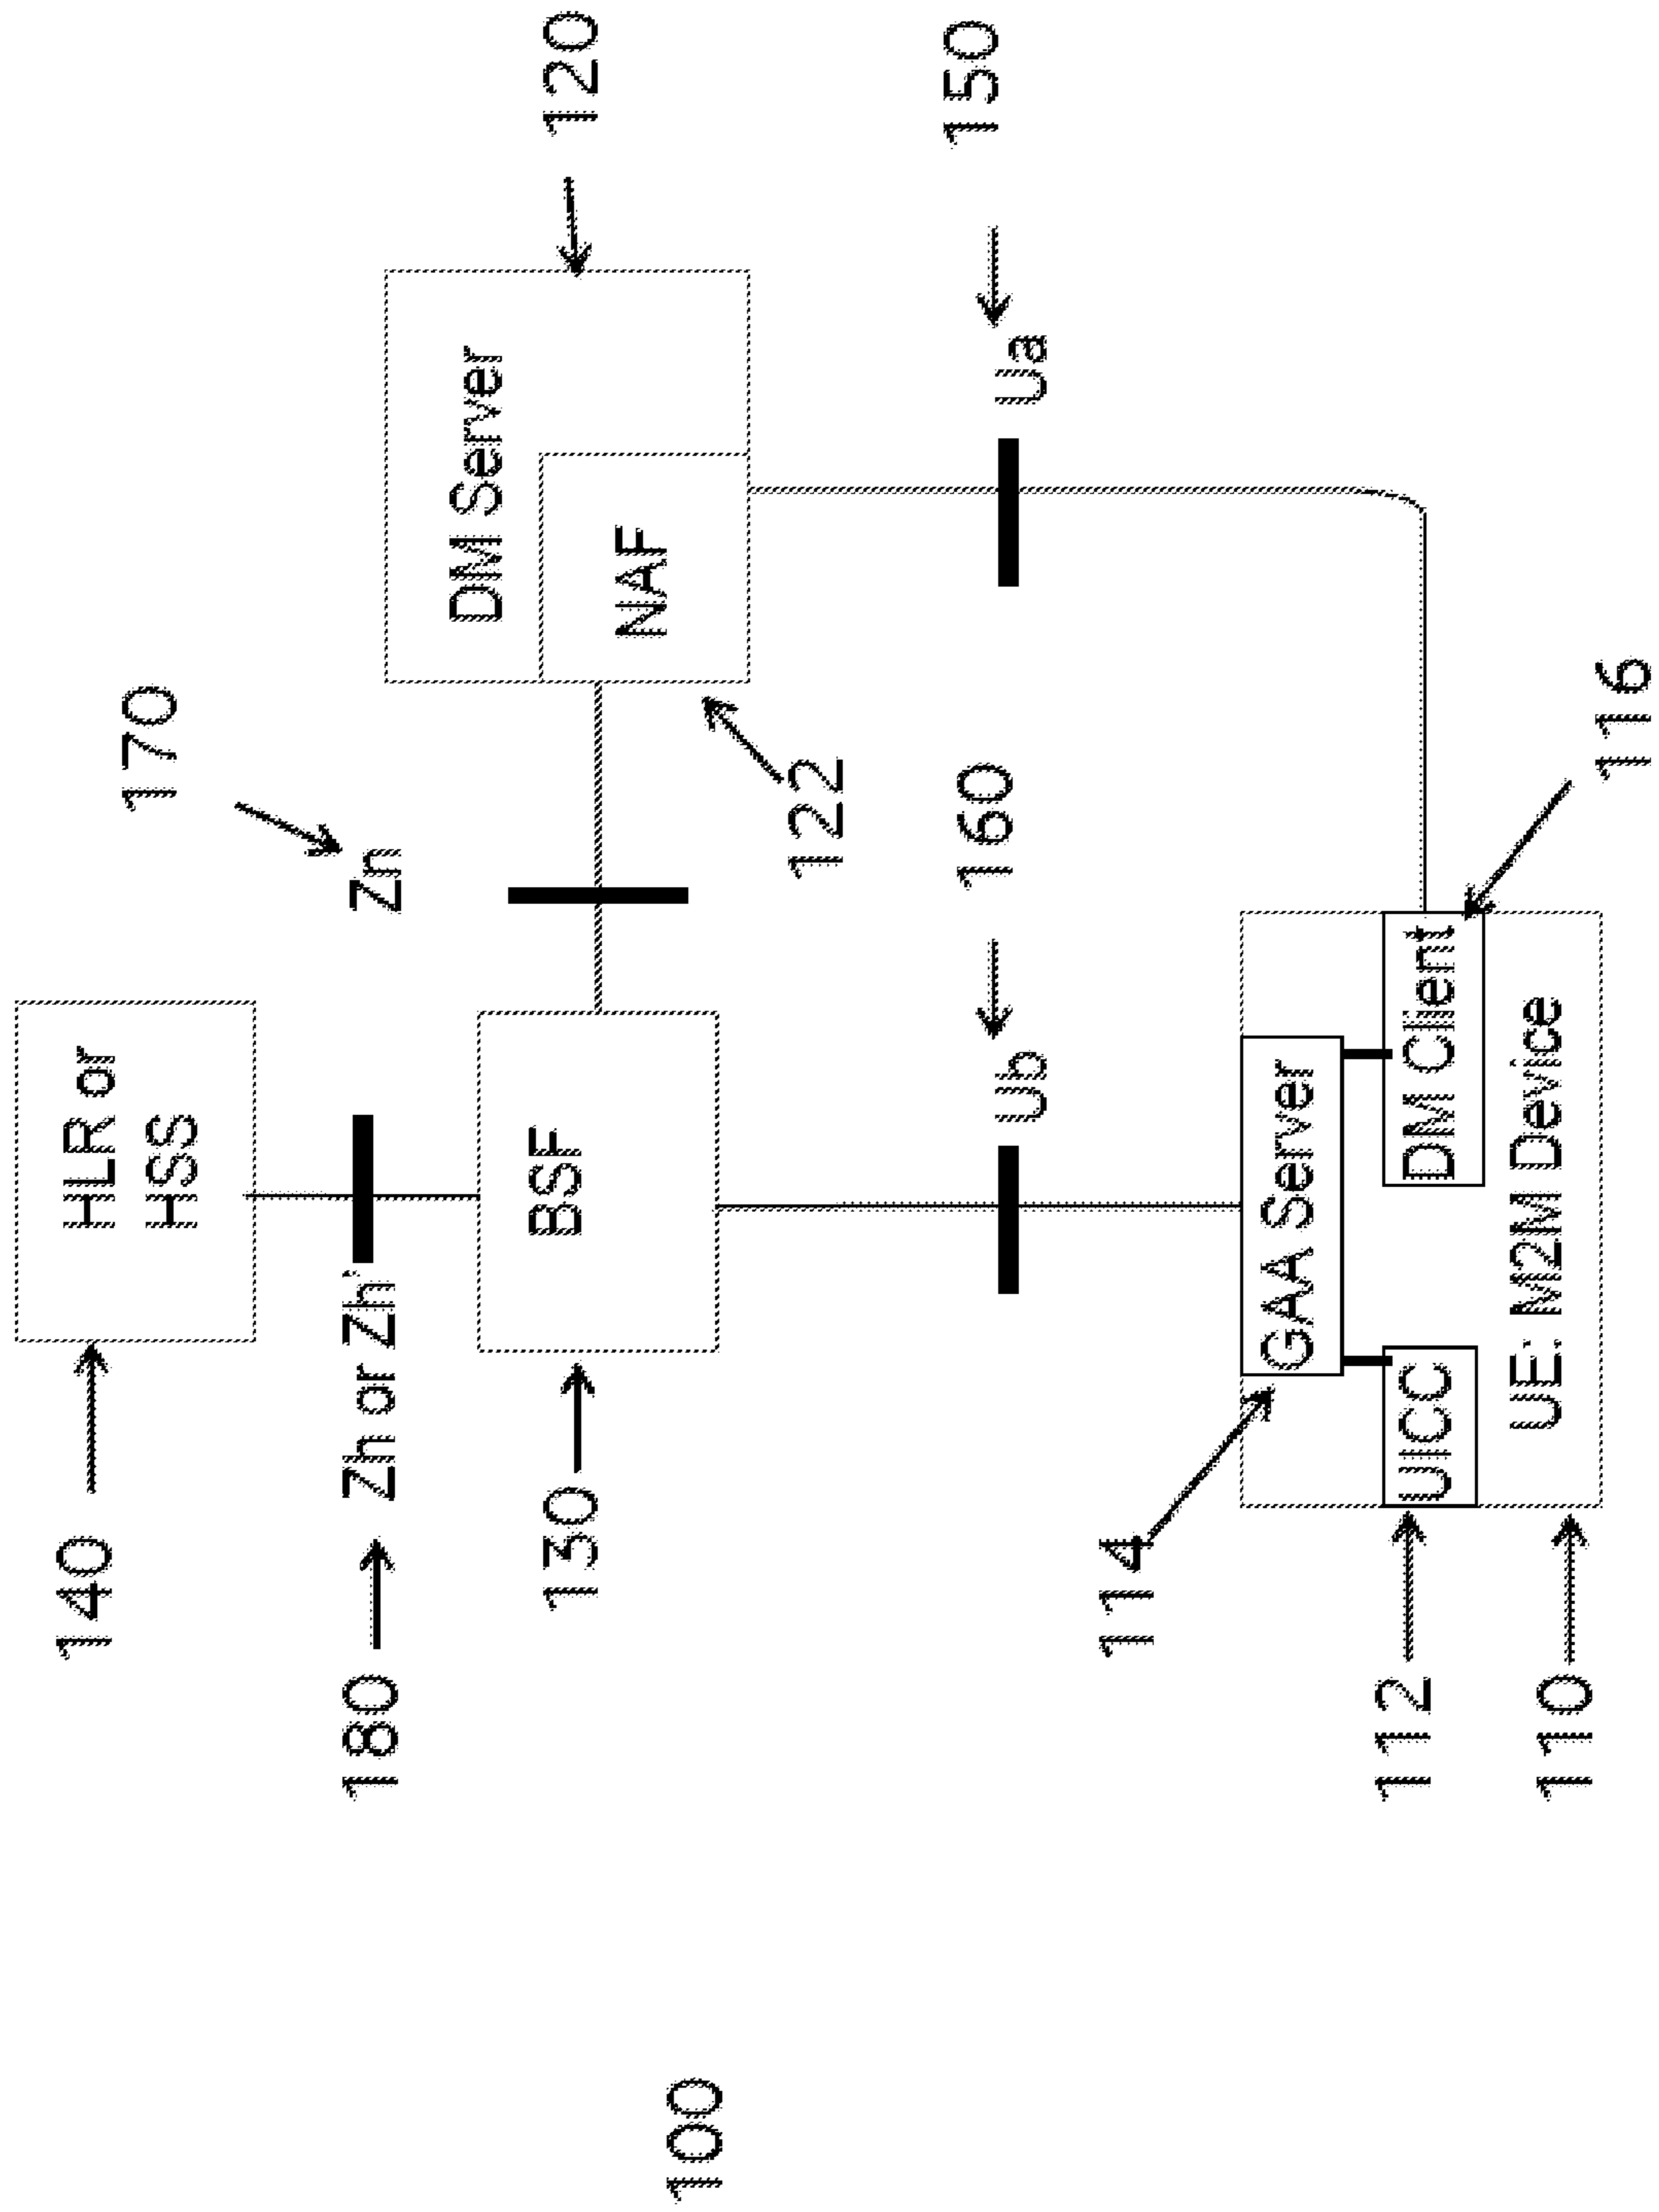 140
HLR or
HSS
170
180
Zh or Zh'
Zn
120
DM Server
130
BSF
NAF
122
100
160
150
Ub
Ua
114
GAA Server
112
UICC
DM Client
116
110
UE: M2M Device